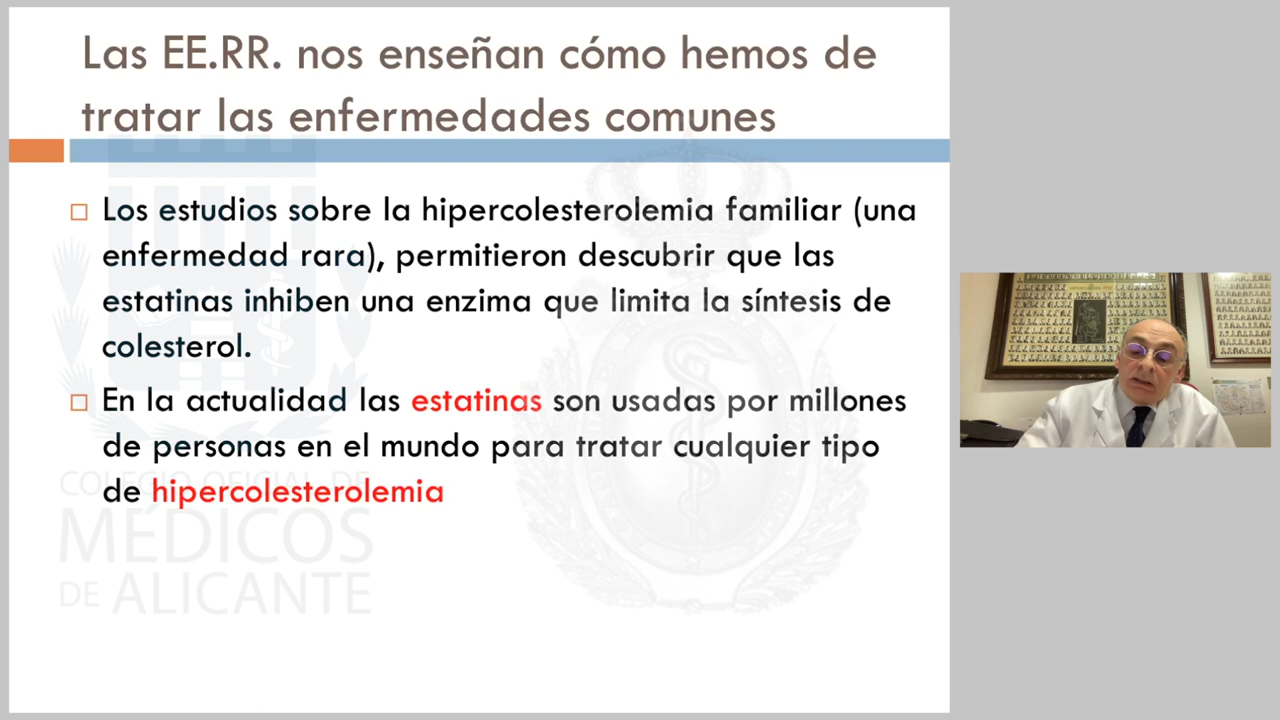 Las EE.RR. nos enseñan cómo hemos de
tratar las enfermedades comunes
Los estudios sobre la hipercolesterolemia familiar (una
enfermedad rara), permitieron descubrir que las
estatinas inhiben una enzima que limita la síntesis de
colesterol.
En la actualidad las estatinas son usadas por millones
de personas en el mundo para tratar cualquier tipo
de hipercolesterolemia
COLEGIO OFICIAL DE
MÉDICOS
DE ALICANTE